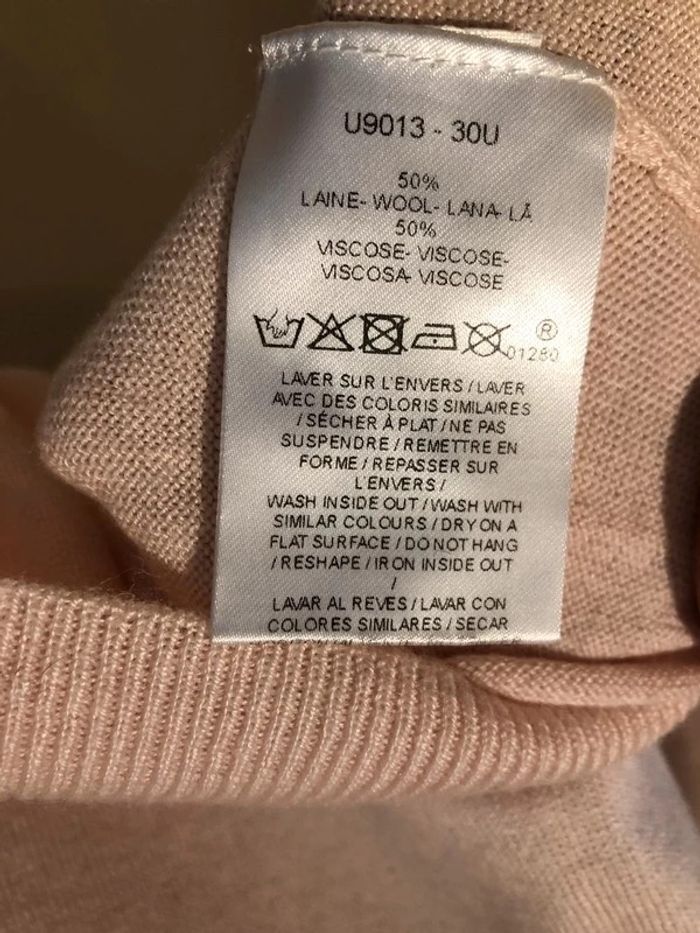 U9013 - 30U
50%
LAINE- WOOL- LANA- LÃ
50%
VISCOSE- VISCOSE-
VISCOSA- VISCOSE
®
01280
LAVER SUR L'ENVERS / LAVER
AVEC DES COLORIS SIMILAIRES
/ SÉCHER À PLAT / NE PAS
SUSPENDRE / REMETTRE EN
FORME / REPASSER SUR
L'ENVERS /
WASH INSIDE OUT / WASH WITH
SIMILAR COLOURS / DRY ON A
FLAT SURFACE / DO NOT HANG
/ RESHAPE / IRON INSIDE OUT
/
LAVAR AL REVES / LAVAR CON
COLORES SIMILARES / SECAR